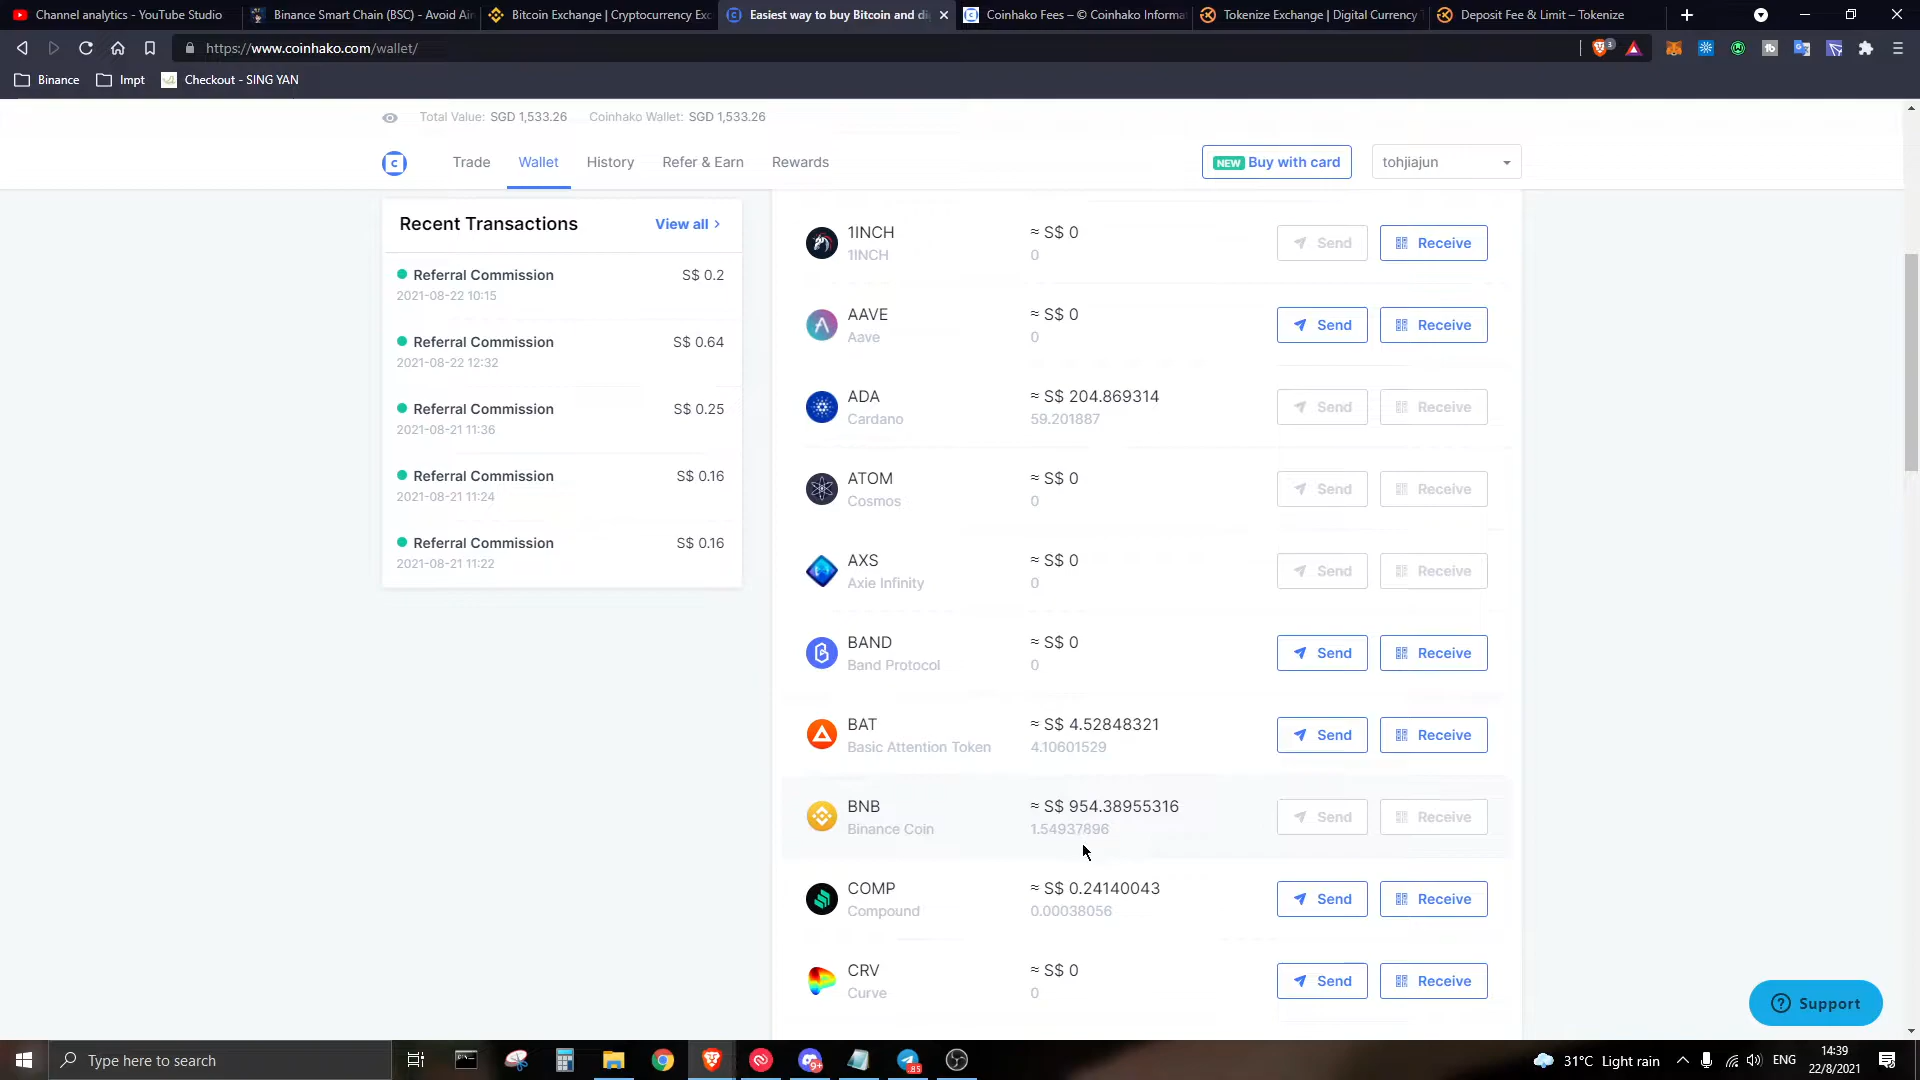 Channel analytics - YouTube Studio
Binance Smart Chain (BSC) - Avoid Air
Bitcoin Exchange | Cryptocurrency Exc
Easiest way to buy Bitcoin and di
Coinhako Fees – © Coinhako Informat
Tokenize Exchange | Digital Currency T
Deposit Fee & Limit – Tokenize
https://www.coinhako.com/wallet/
3
Binance
Impt
Checkout - SING YAN
Total Value: SGD 1,533.26
Coinhako Wallet: SGD 1,533.26
Trade
Wallet
History
Refer & Earn
Rewards
NEW Buy with card
tohjiajun
Recent Transactions
View all >
Referral Commission
S$ 0.2
2021-08-22 10:15
Referral Commission
S$ 0.64
2021-08-22 12:32
Referral Commission
S$ 0.25
2021-08-21 11:36
Referral Commission
S$ 0.16
2021-08-21 11:24
Referral Commission
S$ 0.16
2021-08-21 11:22
1INCH
≈ S$ 0
Send
Receive
1INCH
0
AAVE
≈ S$ 0
Send
Receive
Aave
0
ADA
≈ S$ 204.869314
Send
Receive
Cardano
59.201887
ATOM
≈ S$ 0
Send
Receive
Cosmos
0
AXS
≈ S$ 0
Send
Receive
Axie Infinity
0
BAND
≈ S$ 0
Send
Receive
Band Protocol
0
BAT
≈ S$ 4.52848321
Send
Receive
Basic Attention Token
4.10601529
BNB
≈ S$ 954.38955316
Send
Receive
Binance Coin
1.54937896
COMP
≈ S$ 0.24140043
Send
Receive
Compound
0.00038056
CRV
≈ S$ 0
Send
Receive
Curve
0
Support
Type here to search
9+
85
31°C Light rain
ENG
14:39
22/8/2021